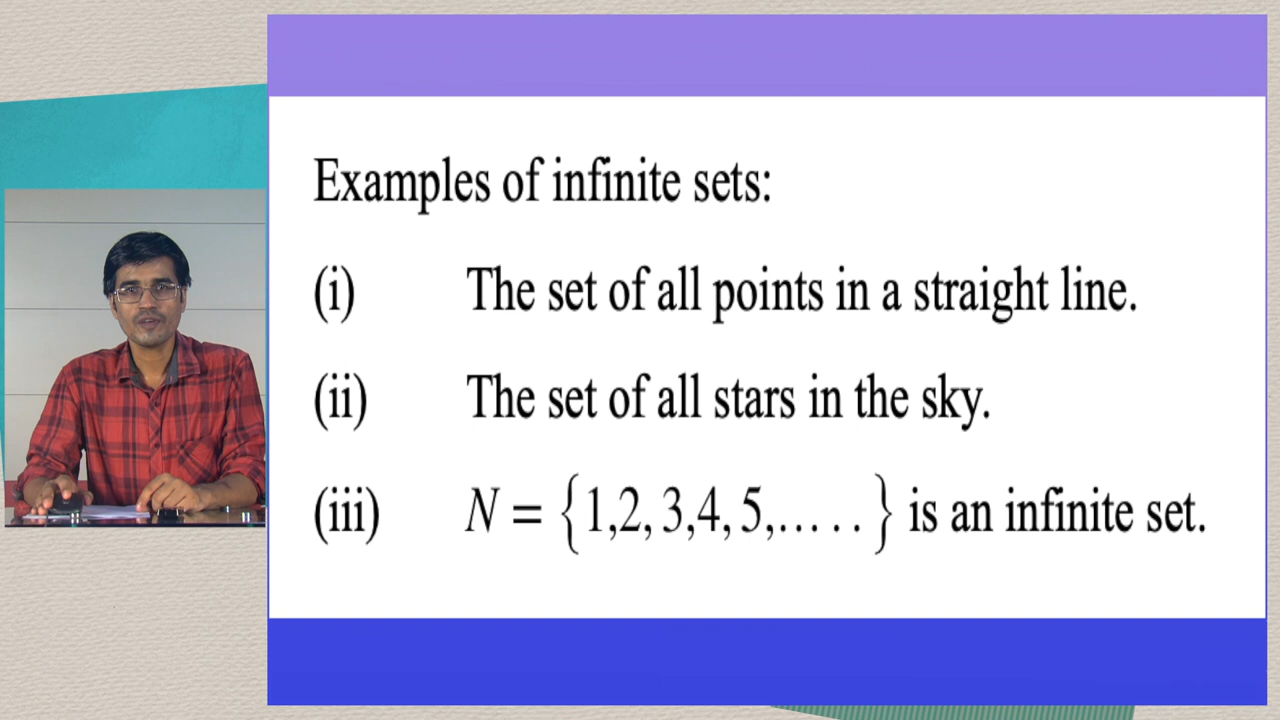 Examples of infinite sets:
(i) The set of all points in a straight line.
(ii) The set of all stars in the sky.
(iii) N = {1,2, 3,4, 5,.... . .} is an infinite set.